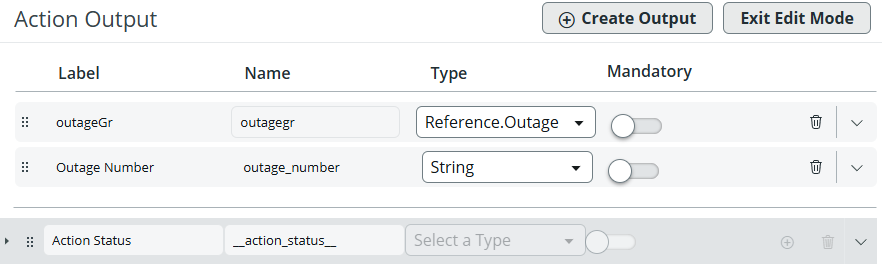 Action Output
Create Output
Exit Edit Mode
Label Name Type Mandatory
outageGr outagegr Reference.Outage
Outage Number outage_number String
Action Status __action_status__ Select a Type